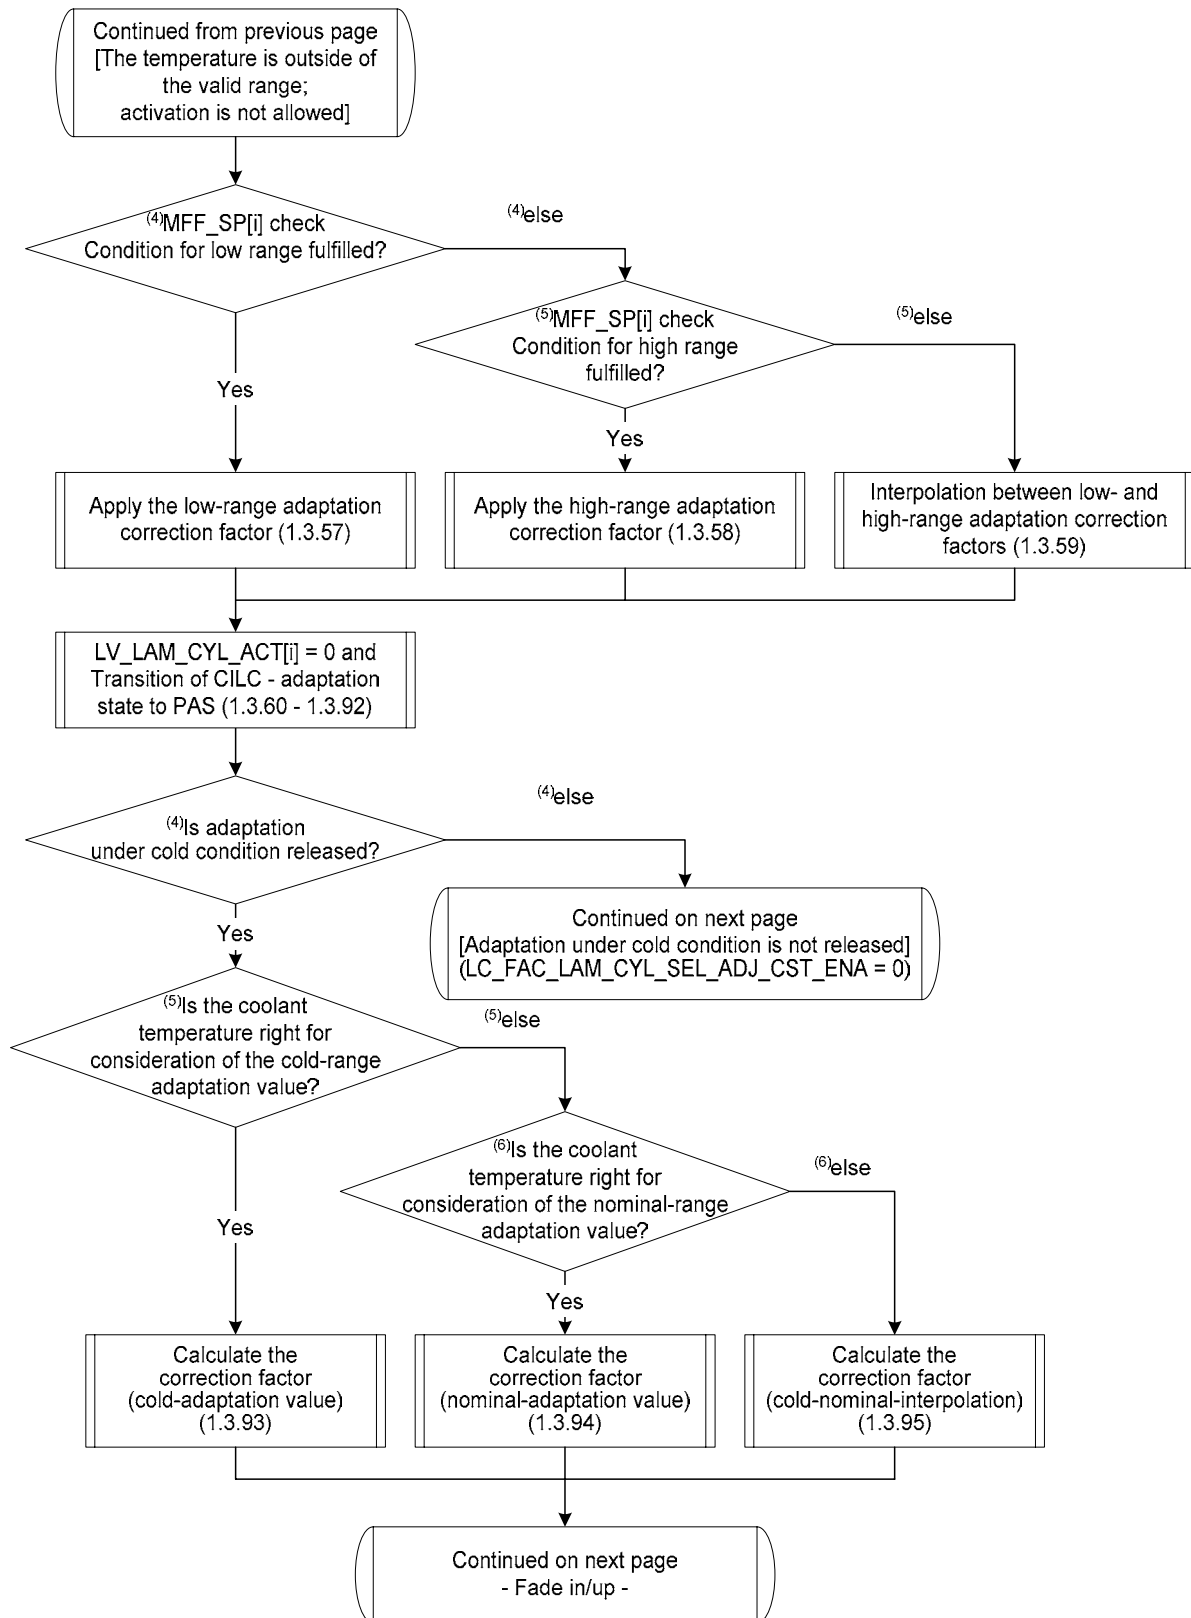 Continued from previous page
[The temperature is outside of
the valid range;
activation is not allowed]
(4)MFF_SP[i] check
Condition for low range fulfilled?
(4)else
(5)MFF_SP[i] check
Condition for high range
fulfilled?
(5)else
Yes
Yes
Apply the low-range adaptation
correction factor (1.3.57)
Apply the high-range adaptation
correction factor (1.3.58)
Interpolation between low- and
high-range adaptation correction
factors (1.3.59)
LV_LAM_CYL_ACT[i] = 0 and
Transition of CILC - adaptation
state to PAS (1.3.60 - 1.3.92)
(4)Is adaptation
under cold condition released?
(4)else
Yes
Continued on next page
[Adaptation under cold condition is not released]
(LC_FAC_LAM_CYL_SEL_ADJ_CST_ENA = 0)
(5)Is the coolant
temperature right for
consideration of the cold-range
adaptation value?
(5)else
(6)Is the coolant
temperature right for
consideration of the nominal-range
adaptation value?
(6)else
Yes
Yes
Calculate the
correction factor
(cold-adaptation value)
(1.3.93)
Calculate the
correction factor
(nominal-adaptation value)
(1.3.94)
Calculate the
correction factor
(cold-nominal-interpolation)
(1.3.95)
Continued on next page
- Fade in/up -